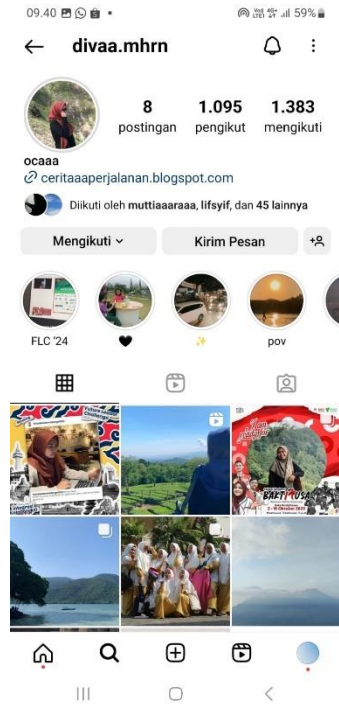 09.40
59%
divaa.mhrn
8 1.095 1.383
postingan pengikut mengikuti
ocaaa
ceritaaaperjalanan.blogspot.com
Diikuti oleh muttiaaaraaa, lifsyif, dan 45 lainnya
Mengikuti Kirim Pesan
FLC '24 pov
BAKTI NUSA